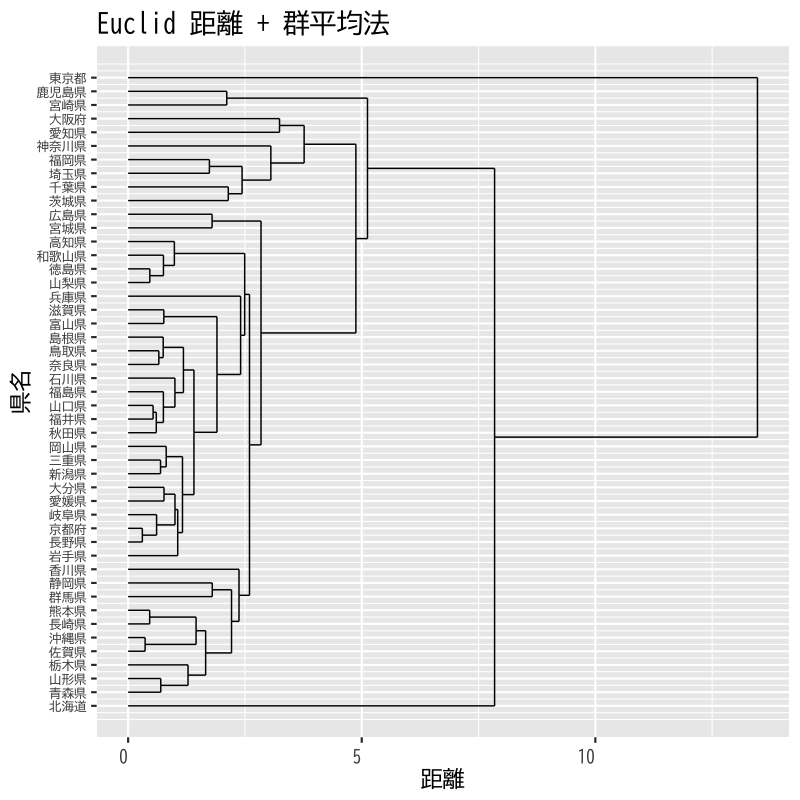 Euclid 距離 + 群平均法
東京都
鹿児島県
宮崎県
大阪府
愛知県
神奈川県
福岡県
埼玉県
千葉県
茨城県
広島県
宮城県
高知県
和歌山県
徳島県
山梨県
兵庫県
滋賀県
富山県
島根県
鳥取県
奈良県
石川県
福島県
山口県
福井県
秋田県
岡山県
三重県
新潟県
大分県
愛媛県
岐阜県
京都府
長野県
岩手県
香川県
静岡県
群馬県
熊本県
長崎県
沖縄県
佐賀県
栃木県
山形県
青森県
北海道
県名
0 5 10
距離